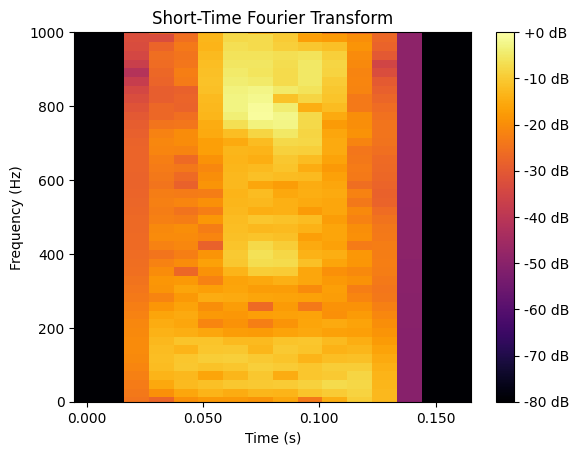 Short-Time Fourier Transform
Frequency (Hz)
1000
800
600
400
200
0
0.000
0.050
0.100
0.150
Time (s)
+0 dB
-10 dB
-20 dB
-30 dB
-40 dB
-50 dB
-60 dB
-70 dB
-80 dB